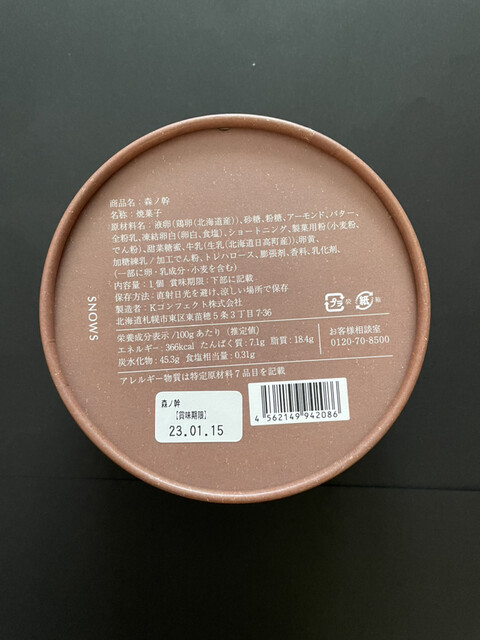 商品名：森ノ幹
名称：焼菓子
原材料名：液卵(鶏卵(北海道産))、砂糖、粉糖、アーモンド、バター、
全粉乳、凍結卵白(卵白、食塩)、ショートニング、製菓用粉(小麦粉、
でん粉)、甜菜糖蜜、牛乳(生乳(北海道日高町産))、卵黄、
加糖練乳/加工でん粉、トレハロース、膨張剤、香料、乳化剤、
(一部に卵・乳成分・小麦を含む)
内容量：1個 賞味期限：下部に記載
保存方法：直射日光を避け、涼しい場所で保存
製造者：Kコンフェクト株式会社
北海道札幌市東区東苗穂5条3丁目7-36
栄養成分表示/100gあたり（推定値）
エネルギー：366kcal たんぱく質：7.1g 脂質：18.4g
炭水化物：45.3g 食塩相当量：0.31g
アレルギー物質は特定原材料7品目を記載
フタ
紙
箱
お客様相談室
0120-70-8500
SNOWS
森ノ幹
【賞味期限】
23.01.15
4 562149 942086